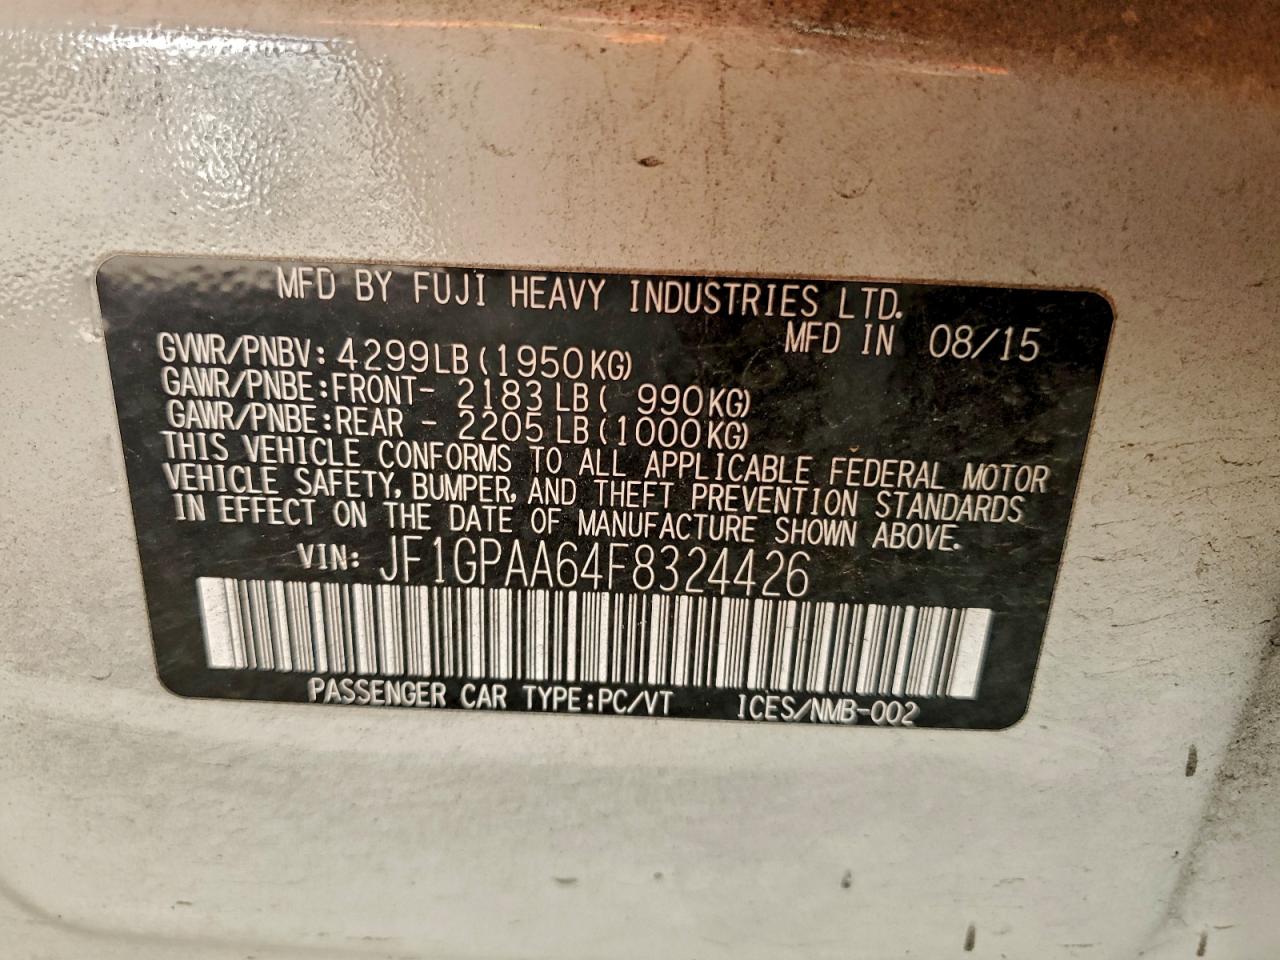 MFD BY FUJI HEAVY INDUSTRIES LTD.
MFD IN 08/15
GVWR/PNBV: 4299LB (1950KG)
GAWR/PNBE:FRONT- 2183 LB ( 990KG)
GAWR/PNBE:REAR - 2205 LB (1000KG)
THIS VEHICLE CONFORMS TO ALL APPLICABLE FEDERAL MOTOR
VEHICLE SAFETY, BUMPER, AND THEFT PREVENTION STANDARDS
IN EFFECT ON THE DATE OF MANUFACTURE SHOWN ABOVE.
VIN: JF1GPAA64F8324426
PASSENGER CAR TYPE:PC/VT ICES/NMB-002